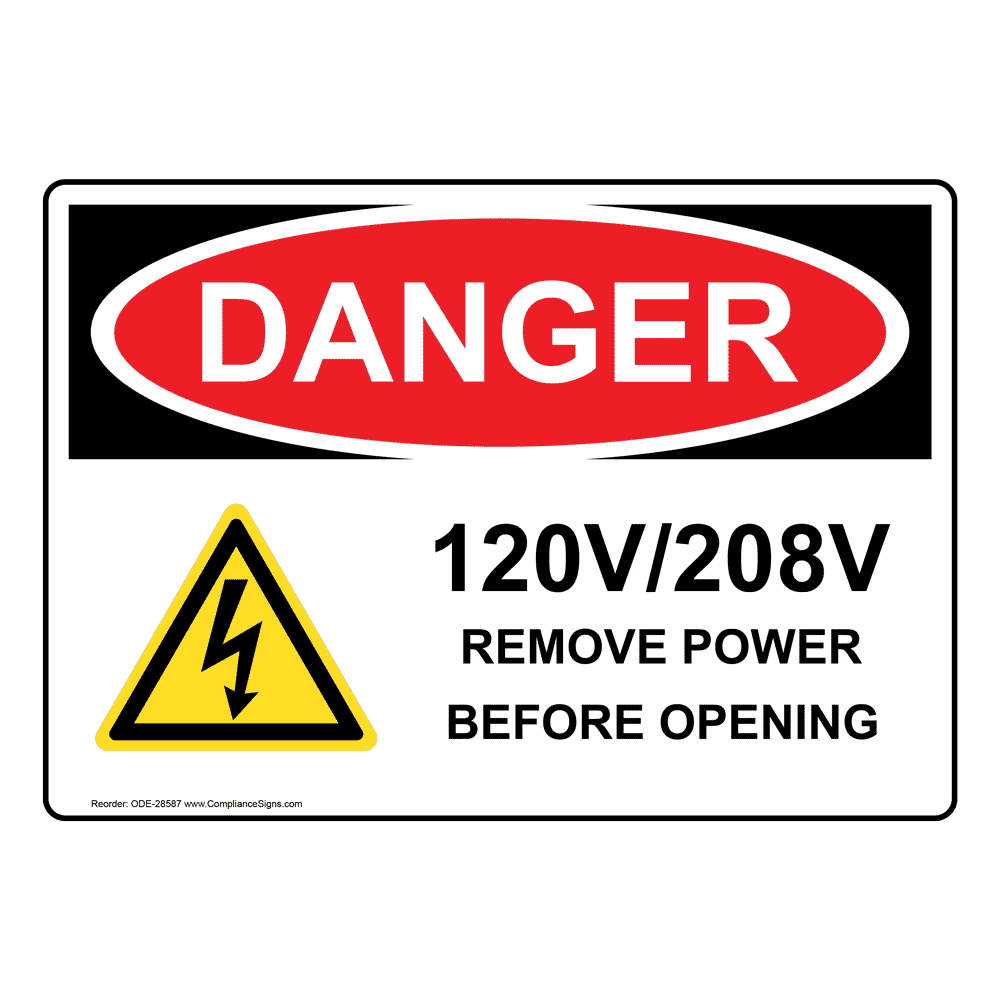 DANGER
120V/208V
REMOVE POWER
BEFORE OPENING
Reorder: ODE-28587 www.ComplianceSigns.com